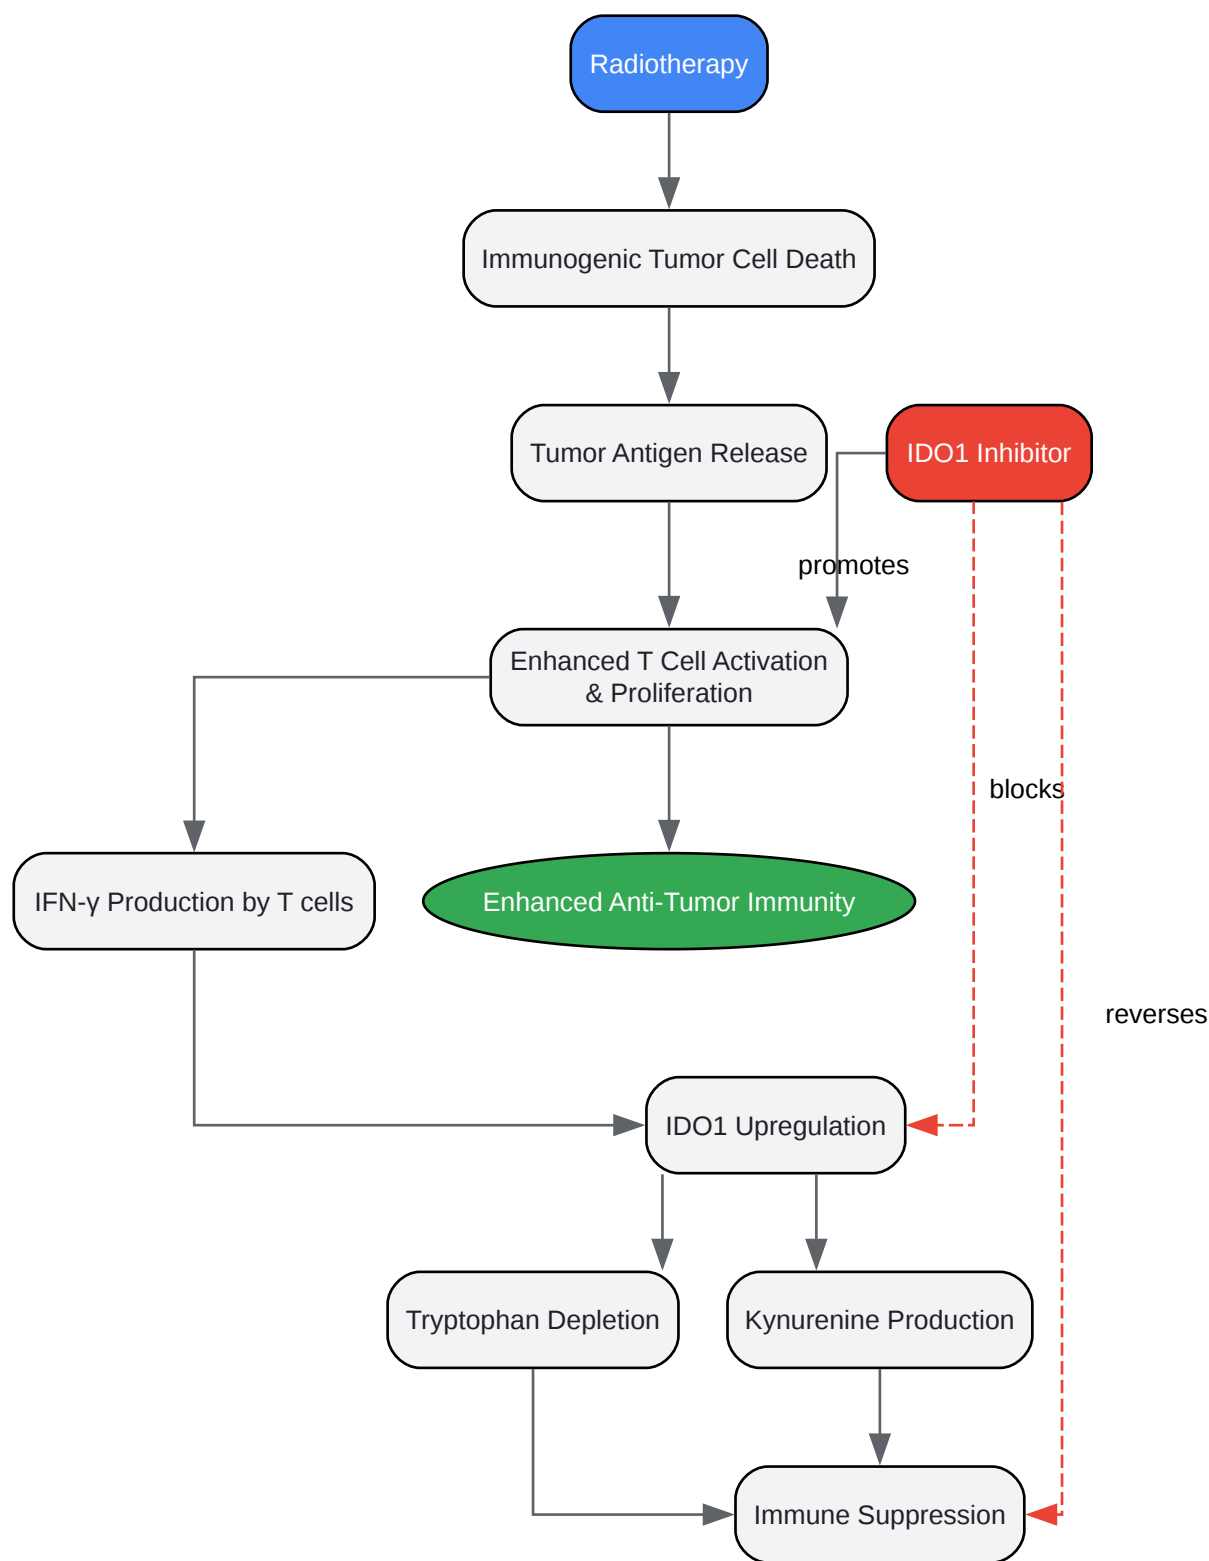 Radiotherapy
Immunogenic Tumor Cell Death
Tumor Antigen Release
IDO1 Inhibitor
promotes
Enhanced T Cell Activation
& Proliferation
blocks
IFN-γ Production by T cells
Enhanced Anti-Tumor Immunity
reverses
IDO1 Upregulation
Tryptophan Depletion
Kynurenine Production
Immune Suppression